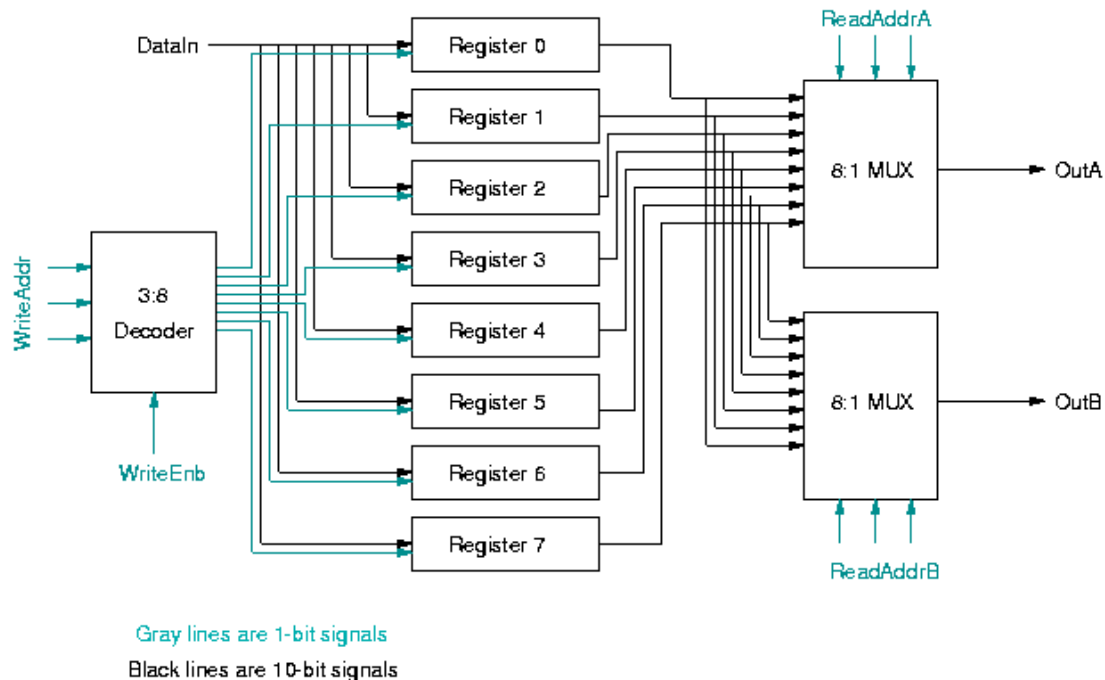 DataIn
Register 0
ReadAddrA
Register 1
Register 2
8:1 MUX
OutA
Register 3
WriteAddr
3:8
Decoder
Register 4
Register 5
8:1 MUX
OutB
WriteEnb
Register 6
Register 7
ReadAddrB
Gray lines are 1-bit signals
Black lines are 10-bit signals